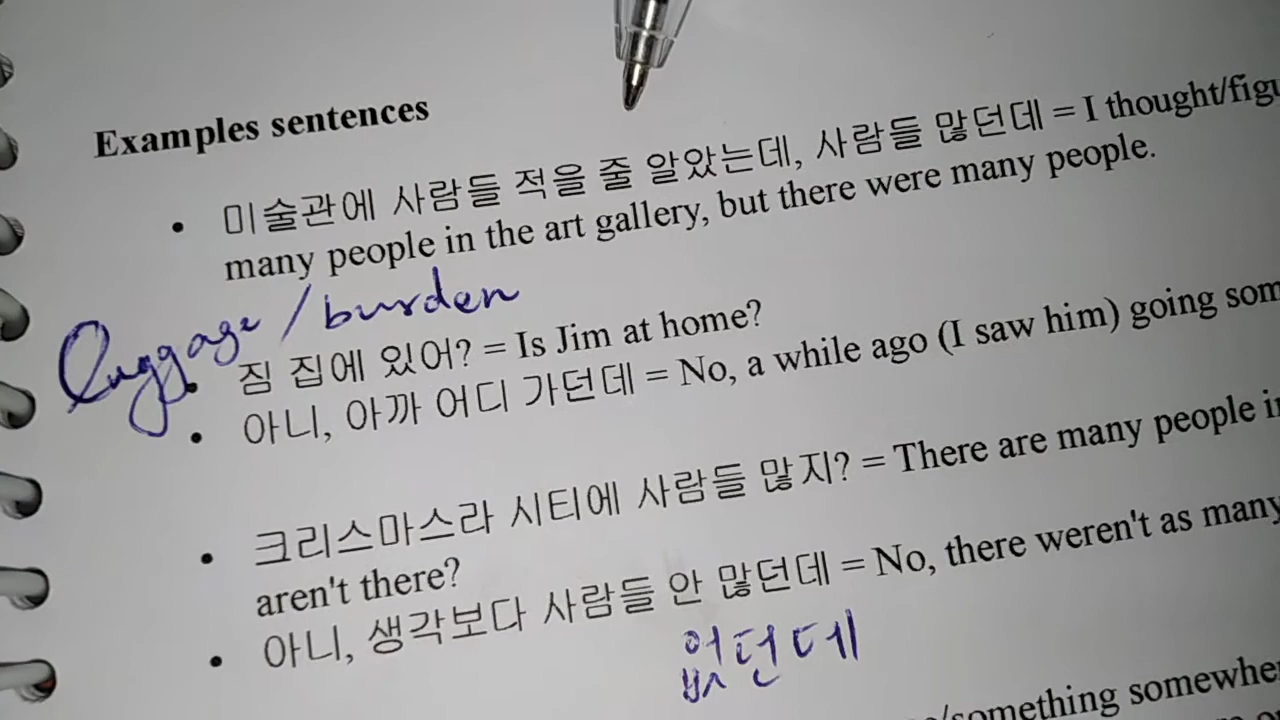 Examples sentences
• 미술관에 사람들 적을 줄 알았는데, 사람들 많던데 = I thought/figu
many people in the art gallery, but there were many people.
luggage/burden
• 짐 집에 있어? = Is Jim at home?
• 아니, 아까 어디 가던데 = No, a while ago (I saw him) going som
• 크리스마스라 시티에 사람들 많지? = There are many people in
aren't there?
• 아니, 생각보다 사람들 안 많던데 = No, there weren't as many
없던데
/something somewhe